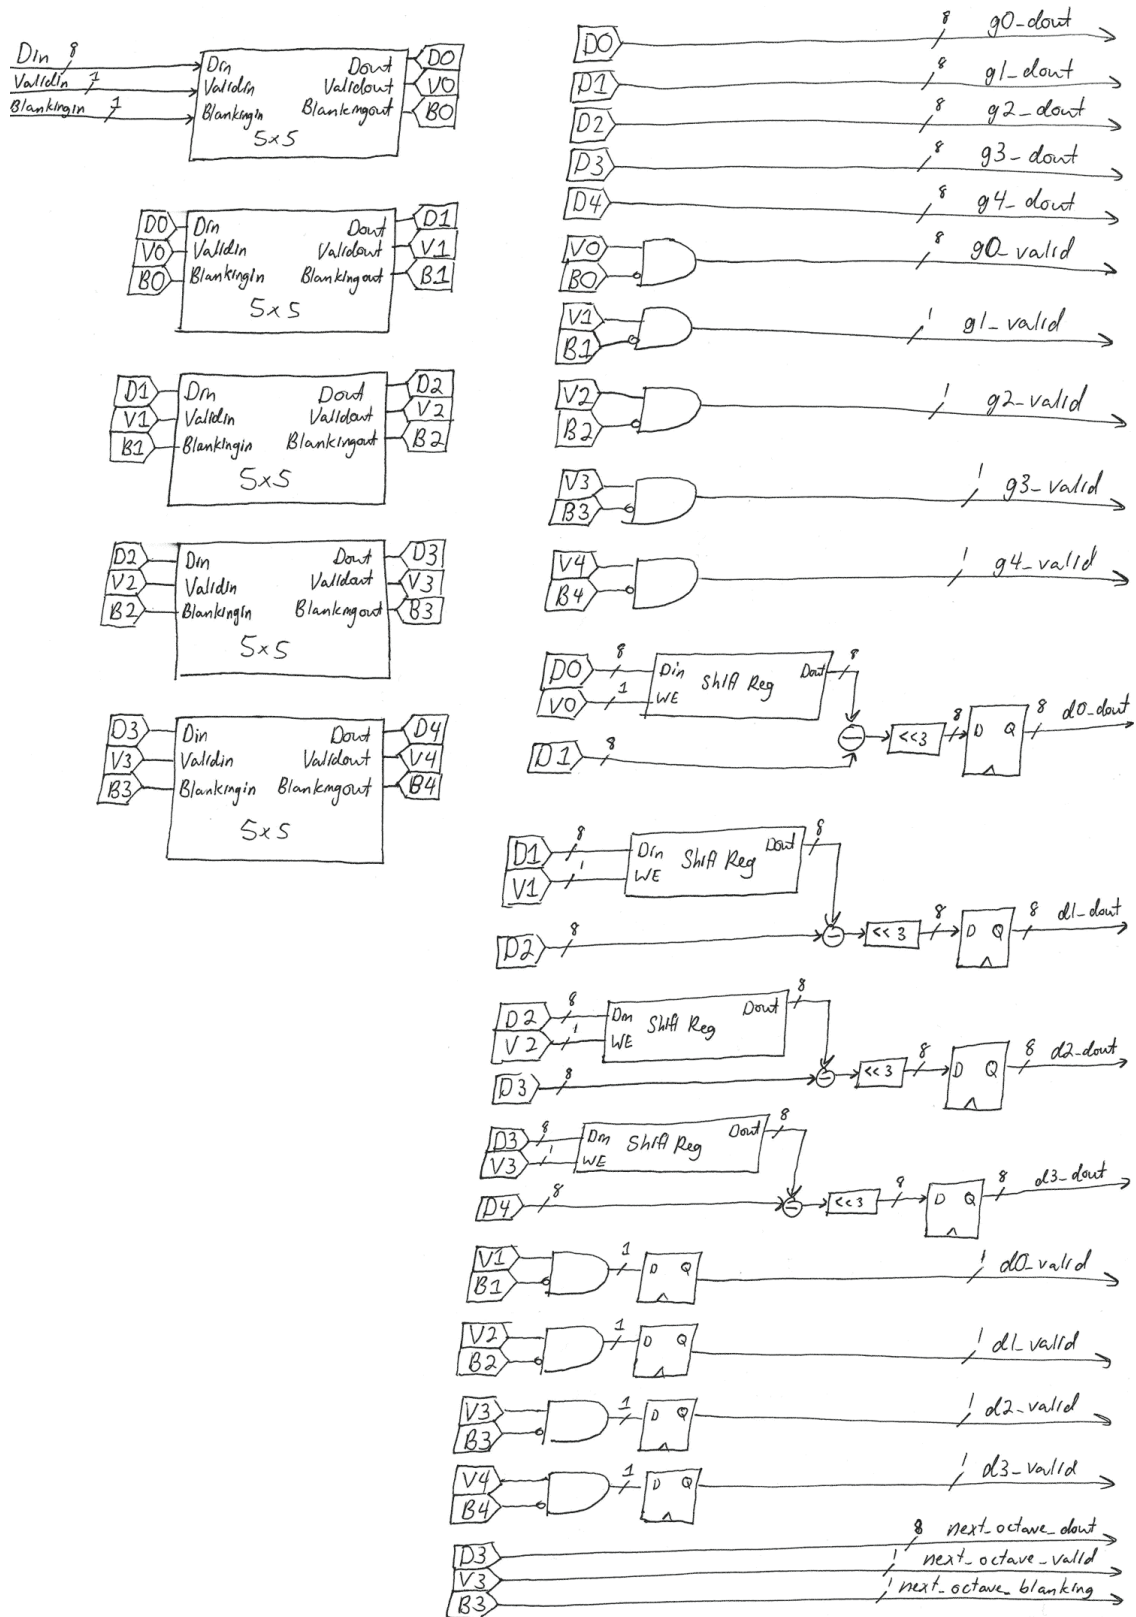 Din 8
Validin 1
Blankingin 1
Din Dout
Validin Validout
Blankingin Blankingout
5x5
D0
V0
B0
D0
V0
B0
Din Dout
Validin Validout
Blankingin Blankingout
5x5
D1
V1
B1
D1
V1
B1
Din Dout
Validin Validout
Blankingin Blankingout
5x5
D2
V2
B2
D2
V2
B2
Din Dout
Validin Validout
Blankingin Blankingout
5x5
D3
V3
B3
D3
V3
B3
Din Dout
Validin Validout
Blankingin Blankingout
5x5
D4
V4
B4
D0 8 g0_dout
D1 8 g1_dout
D2 8 g2_dout
D3 8 g3_dout
D4 8 g4_dout
V0
B0
8 g0_valid
V1
B1
1 g1_valid
V2
B2
1 g2_valid
V3
B3
1 g3_valid
V4
B4
1 g4_valid
D0 8 Din Shift Reg Dout 8
V0 1 WE
D1 8
<<3 8 D Q 8 d0_dout
D1 8 Din Shift Reg Dout 8
V1 1 WE
D2 8
<<3 8 D Q 8 d1_dout
D2 8 Din Shift Reg Dout 8
V2 1 WE
D3 8
<<3 8 D Q 8 d2_dout
D3 8 Din Shift Reg Dout 8
V3 1 WE
D4 8
<<3 8 D Q 8 d3_dout
V1
B1
1 D Q 1 d0_valid
V2
B2
1 D Q 1 d1_valid
V3
B3
1 D Q 1 d2_valid
V4
B4
1 D Q 1 d3_valid
D3 8 next_octave_dout
V3 1 next_octave_valid
B3 1 next_octave_blanking